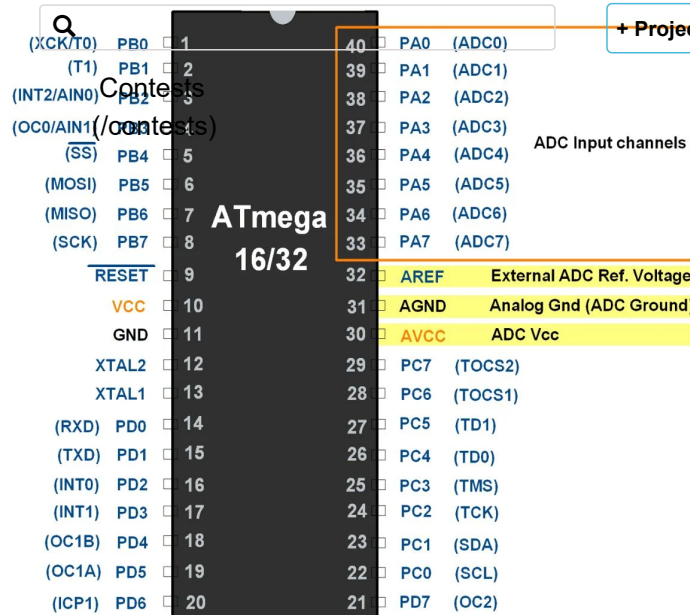 + Projec
(XCK/T0) PB0 1 40 PA0 (ADC0)
(T1) PB1 2 39 PA1 (ADC1)
Contests
(INT2/AIN0) PB2 3 38 PA2 (ADC2)
(/contests)
(OC0/AIN1) PB3 4 37 PA3 (ADC3)
ADC Input channels
(SS) PB4 5 36 PA4 (ADC4)
(MOSI) PB5 6 35 PA5 (ADC5)
(MISO) PB6 7 34 PA6 (ADC6)
(SCK) PB7 8 33 PA7 (ADC7)
ATmega
16/32
RESET 9 32 AREF External ADC Ref. Voltage
VCC 10 31 AGND Analog Gnd (ADC Ground)
GND 11 30 AVCC ADC Vcc
XTAL2 12 29 PC7 (TOCS2)
XTAL1 13 28 PC6 (TOCS1)
(RXD) PD0 14 27 PC5 (TD1)
(TXD) PD1 15 26 PC4 (TD0)
(INT0) PD2 16 25 PC3 (TMS)
(INT1) PD3 17 24 PC2 (TCK)
(OC1B) PD4 18 23 PC1 (SDA)
(OC1A) PD5 19 22 PC0 (SCL)
(ICP1) PD6 20 21 PD7 (OC2)